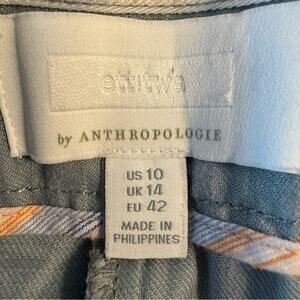 by ANTHROPOLOGIE
US 10
UK 14
EU 42
MADE IN
PHILIPPINES